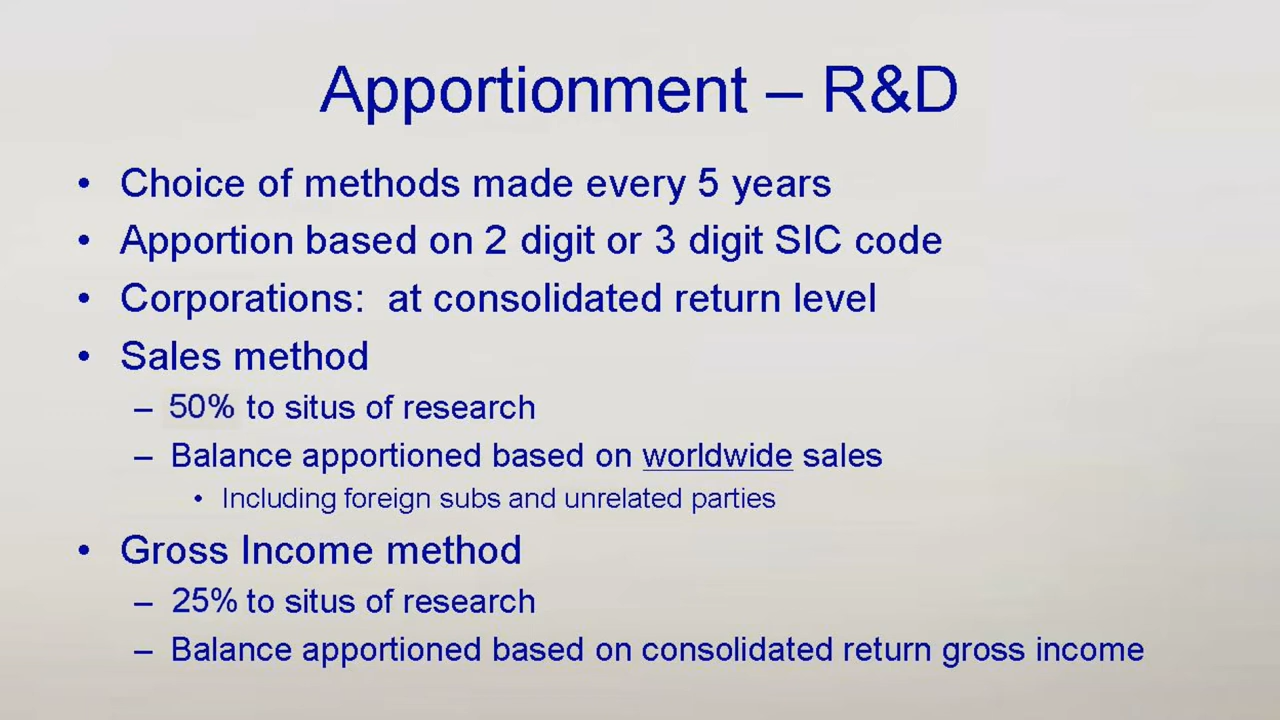 Apportionment – R&D
• Choice of methods made every 5 years
• Apportion based on 2 digit or 3 digit SIC code
• Corporations: at consolidated return level
• Sales method
– 50% to situs of research
– Balance apportioned based on worldwide sales
• Including foreign subs and unrelated parties
• Gross Income method
– 25% to situs of research
– Balance apportioned based on consolidated return gross income